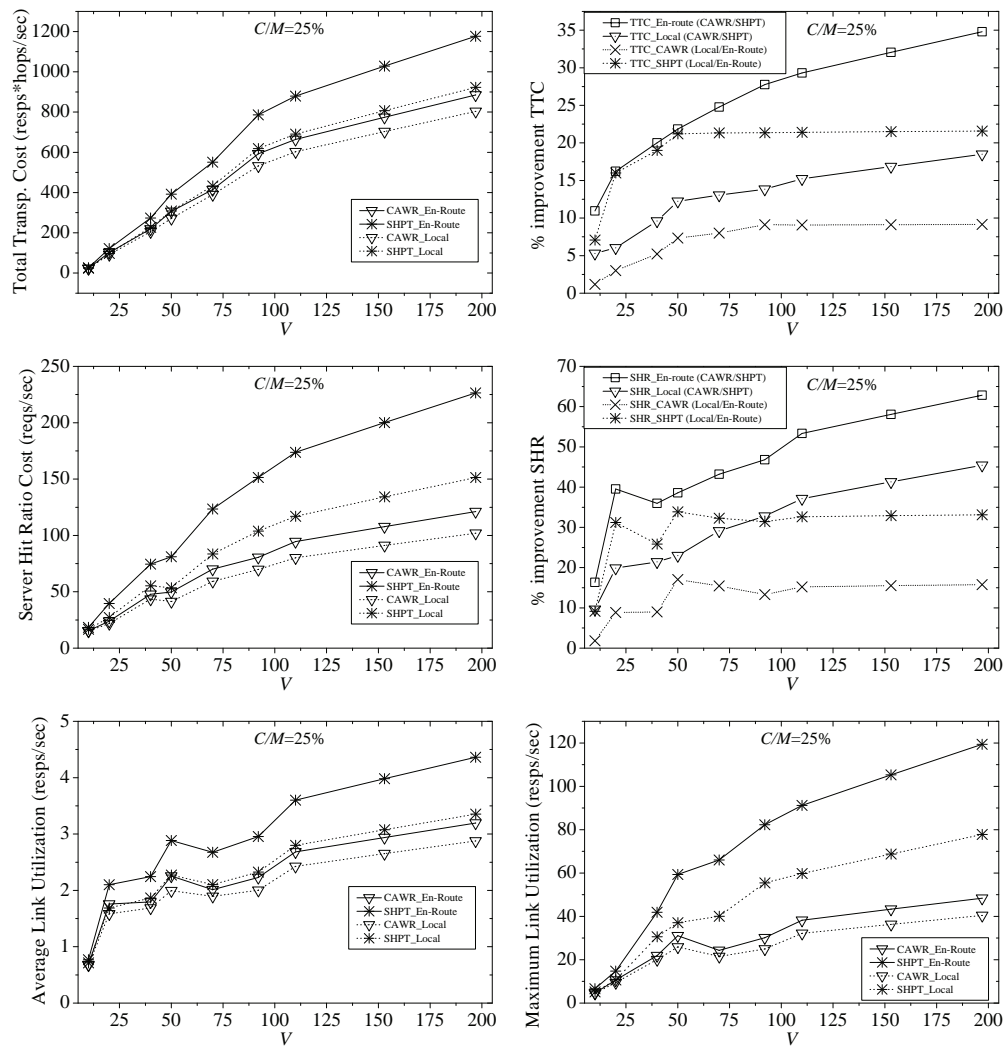 C/M=25%
Total Transp. Cost (resps*hops/sec)
1200
1000
800
600
400
200
0
CAWR_En-Route
SHPT_En-Route
CAWR_Local
SHPT_Local
25 50 75 100 125 150 175 200
V
C/M=25%
% improvement TTC
35
30
25
20
15
10
5
0
TTC_En-route (CAWR/SHPT)
TTC_Local (CAWR/SHPT)
TTC_CAWR (Local/En-Route)
TTC_SHPT (Local/En-Route)
25 50 75 100 125 150 175 200
V
C/M=25%
Server Hit Ratio Cost (reqs/sec)
250
200
150
100
50
0
CAWR_En-Route
SHPT_En-Route
CAWR_Local
SHPT_Local
25 50 75 100 125 150 175 200
V
C/M=25%
% improvement SHR
70
60
50
40
30
20
10
0
SHR_En-route (CAWR/SHPT)
SHR_Local (CAWR/SHPT)
SHR_CAWR (Local/En-Route)
SHR_SHPT (Local/En-Route)
25 50 75 100 125 150 175 200
V
C/M=25%
Average Link Utilization (resps/sec)
5
4
3
2
1
0
CAWR_En-Route
SHPT_En-Route
CAWR_Local
SHPT_Local
25 50 75 100 125 150 175 200
V
C/M=25%
Maximum Link Utilization (resps/sec)
120
100
80
60
40
20
0
CAWR_En-Route
SHPT_En-Route
CAWR_Local
SHPT_Local
25 50 75 100 125 150 175 200
V